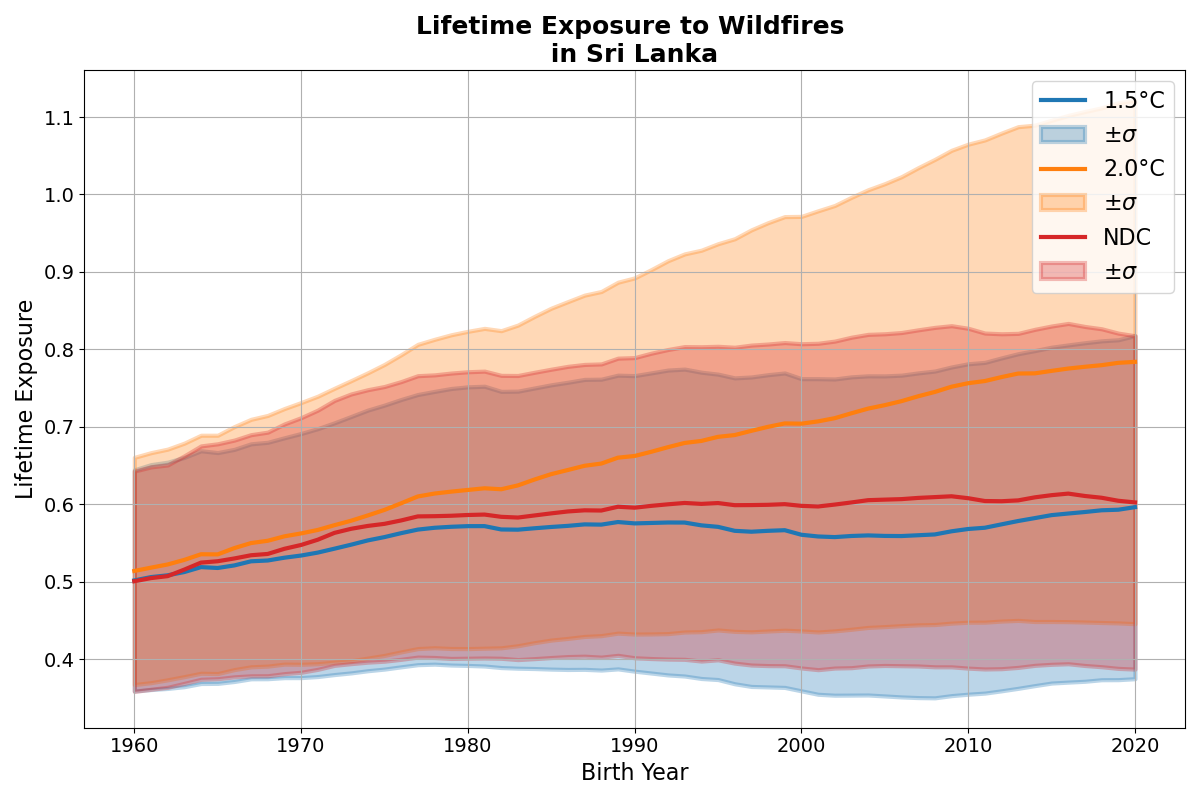 Lifetime Exposure to Wildfires
in Sri Lanka
1.5°C
±σ
2.0°C
±σ
NDC
±σ
Lifetime Exposure
1.1
1.0
0.9
0.8
0.7
0.6
0.5
0.4
1960 1970 1980 1990 2000 2010 2020
Birth Year